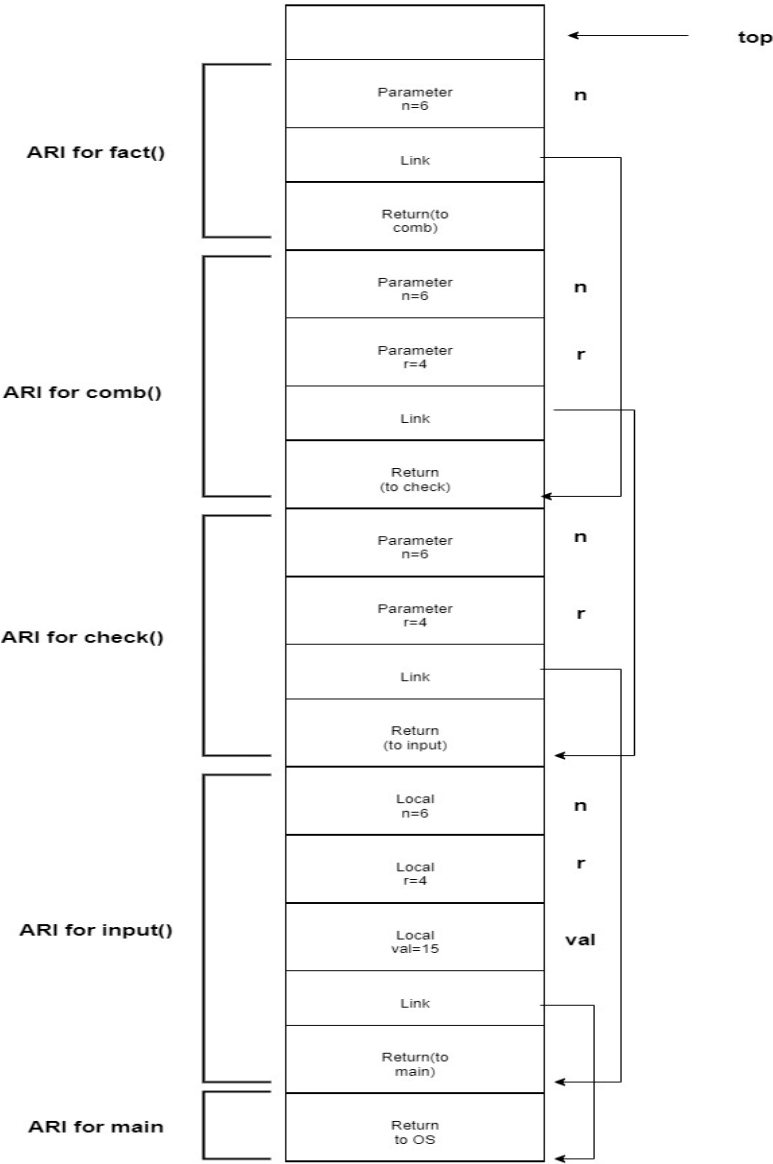 top
Parameter
n=6
n
ARI for fact()
Link
Return(to
comb)
Parameter
n=6
n
Parameter
r=4
r
ARI for comb()
Link
Return
(to check)
Parameter
n=6
n
Parameter
r=4
r
ARI for check()
Link
Return
(to input)
Local
n=6
n
Local
r=4
r
ARI for input()
Local
val=15
val
Link
Return(to
main)
ARI for main
Return
to OS